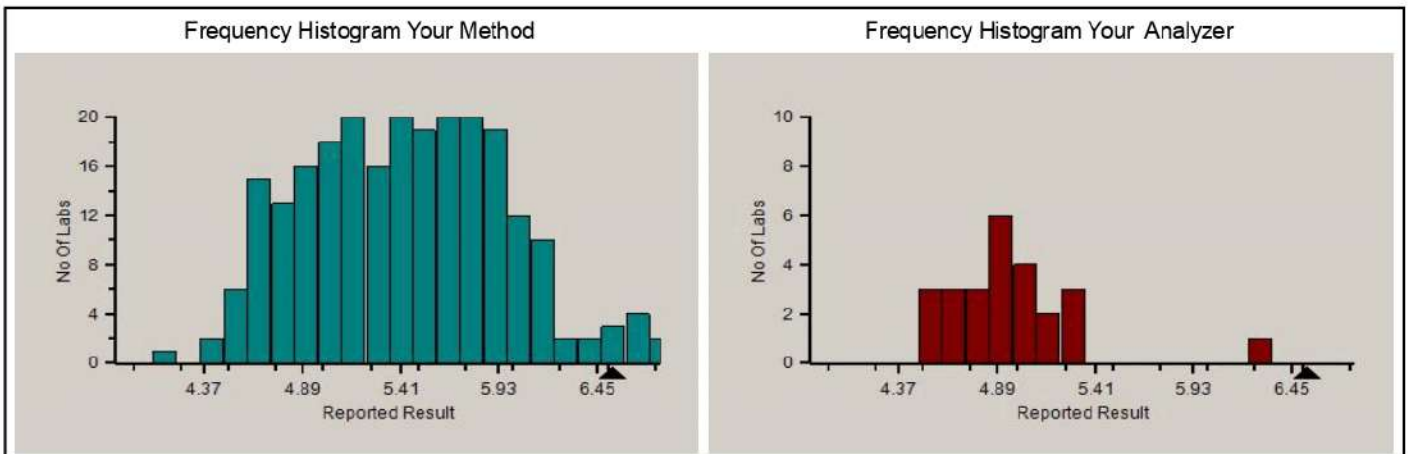 Frequency Histogram Your Method
20
16
12
8
4
0
No Of Labs
4.37 4.89 5.41 5.93 6.45
Reported Result
Frequency Histogram Your Analyzer
10
8
6
4
2
0
No Of Labs
4.37 4.89 5.41 5.93 6.45
Reported Result